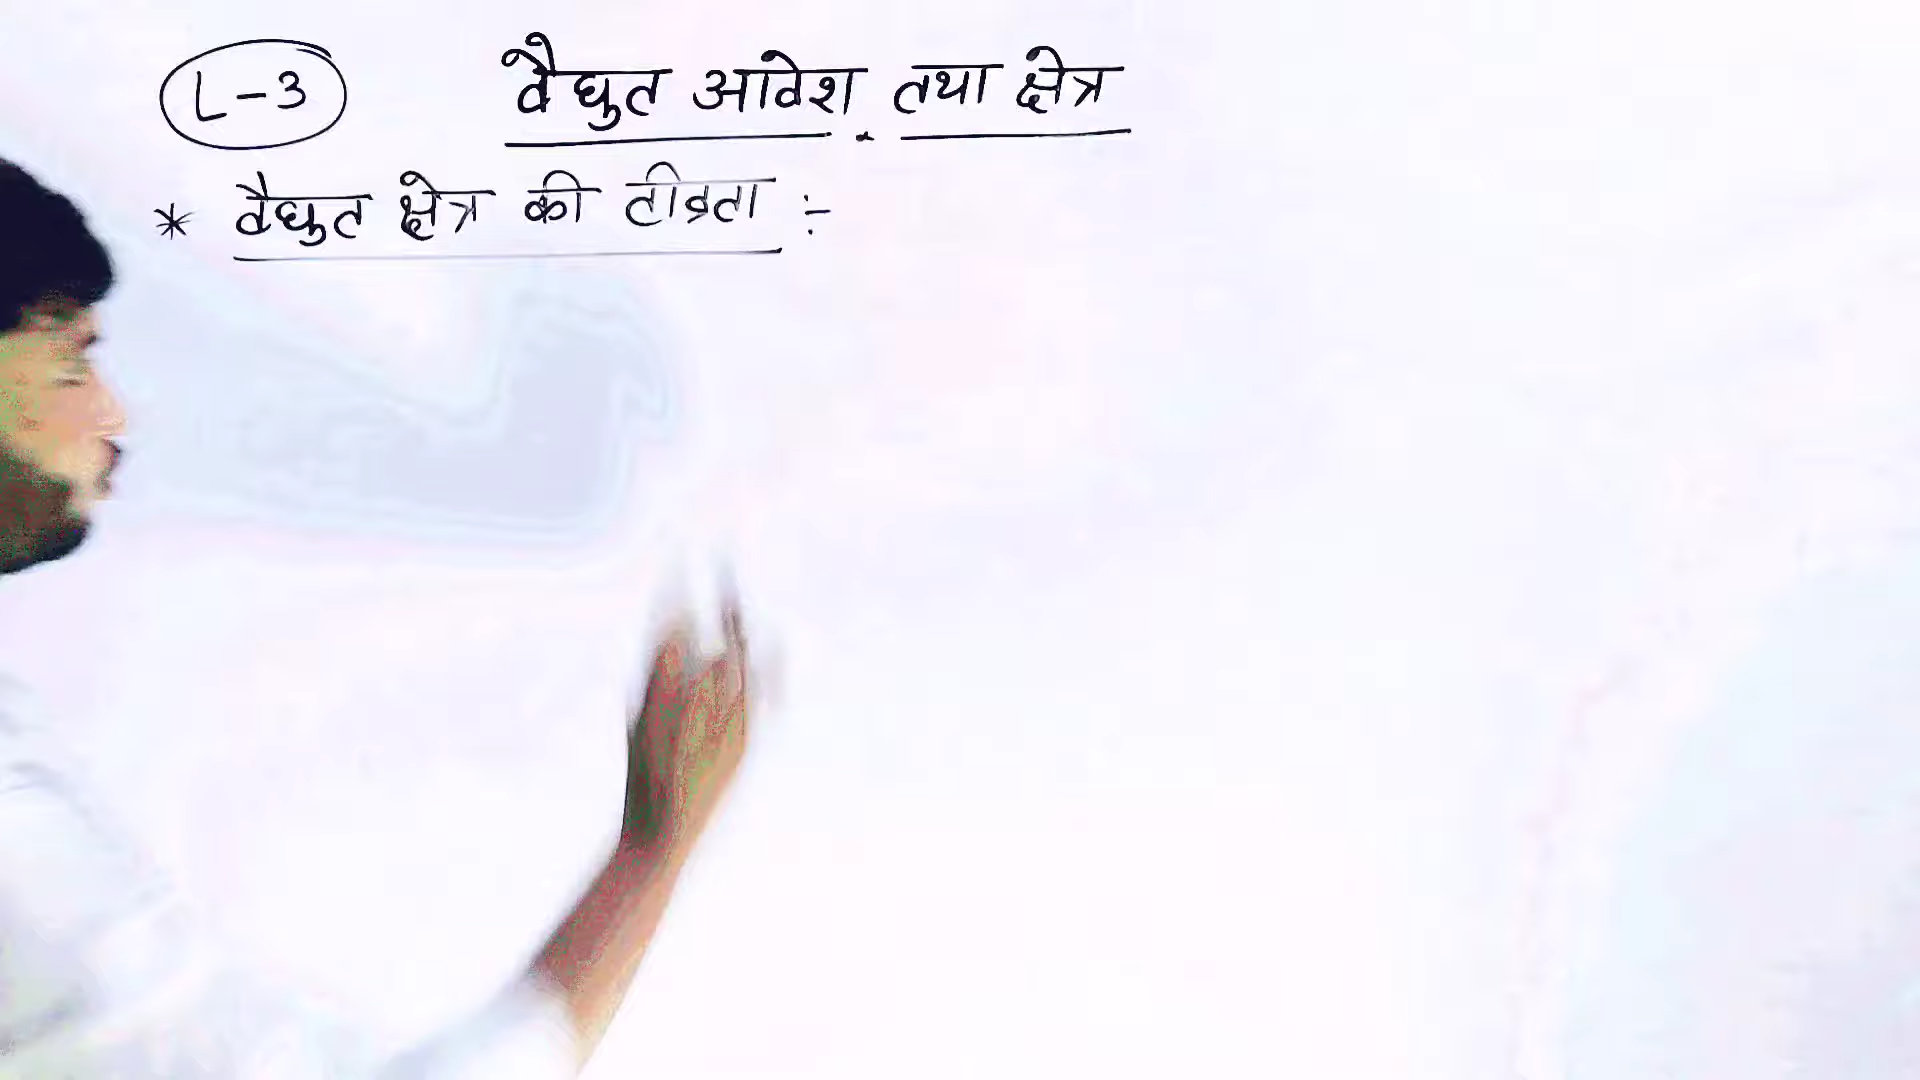 L-3 वैद्युत आवेश तथा क्षेत्र
* वैद्युत क्षेत्र की तीव्रता :-